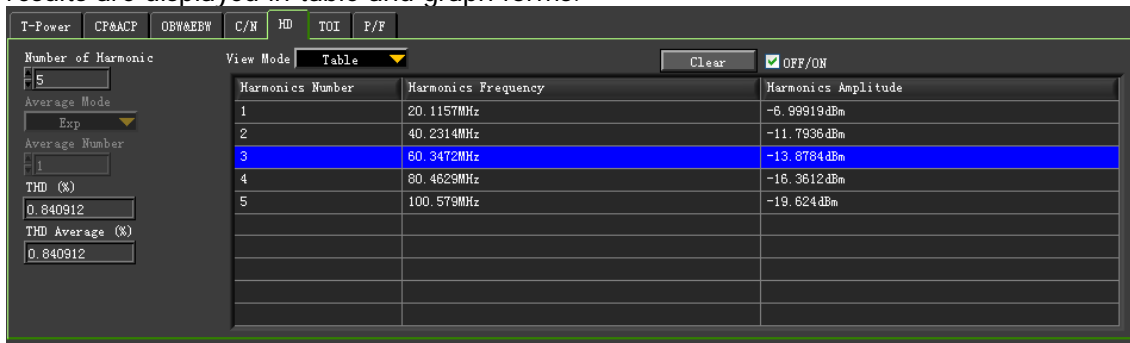 results are displayed in table and graph forms.
T-Power CP&ACP OBW&EBW C/N HD TOI P/F
Number of Harmonic View Mode Table Clear OFF/ON
5
Harmonics Number Harmonics Frequency Harmonics Amplitude
Average Mode
1 20.1157MHz -6.99919dBm
Exp
2 40.2314MHz -11.7936dBm
Average Number
3 60.3472MHz -13.8784dBm
1
4 80.4629MHz -16.3612dBm
THD (%)
5 100.579MHz -19.624dBm
0.840912
THD Average (%)
0.840912